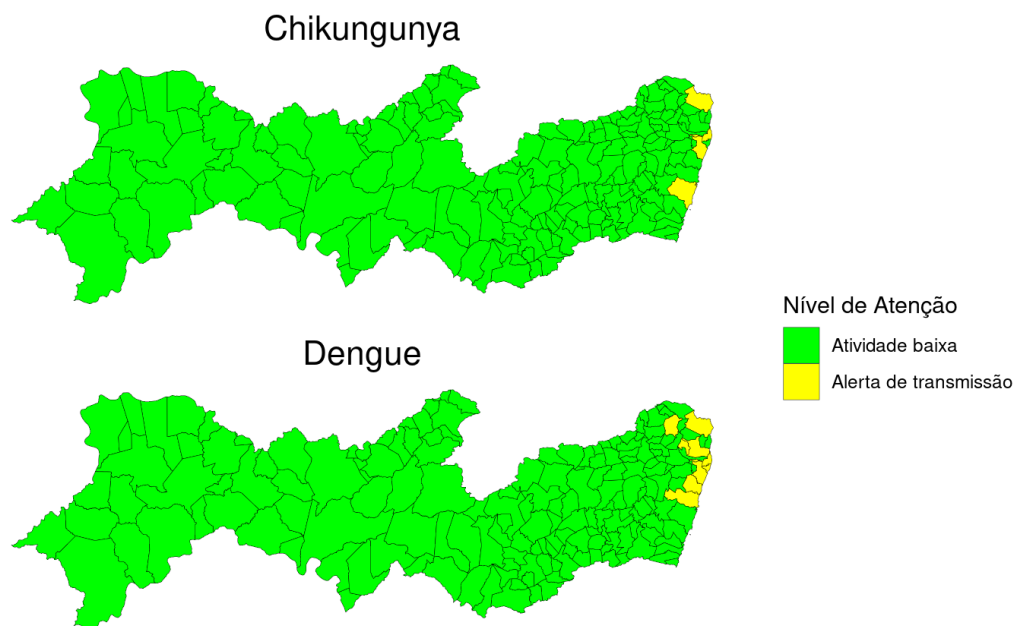 Chikungunya
Dengue
Nível de Atenção
Atividade baixa
Alerta de transmissão